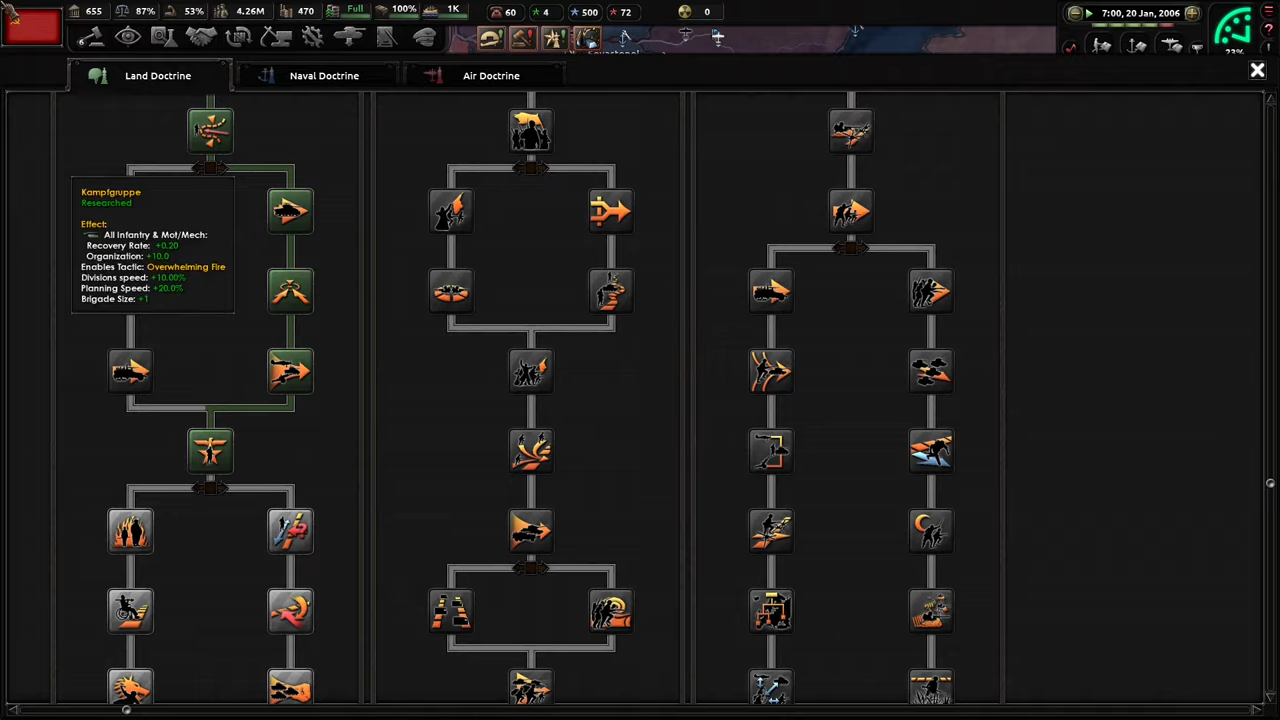 655
87%
53%
4.26M
470
Full
100%
1K
60
4
500
72
0
7:00, 20 Jan, 2006
6
23%
Land Doctrine
Naval Doctrine
Air Doctrine
Kampfgruppe
Researched
Effect:
All Infantry & Mot/Mech:
Recovery Rate: +0.20
Organization: +10.0
Enables Tactic: Overwhelming Fire
Divisions speed: +10.00%
Planning Speed: +20.0%
Brigade Size: +1